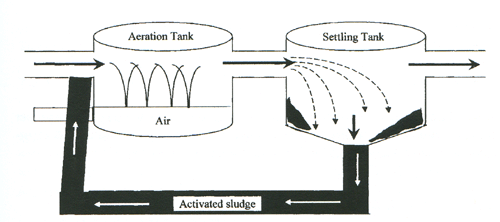 Aeration Tank
Settling Tank
Air
Activated sludge